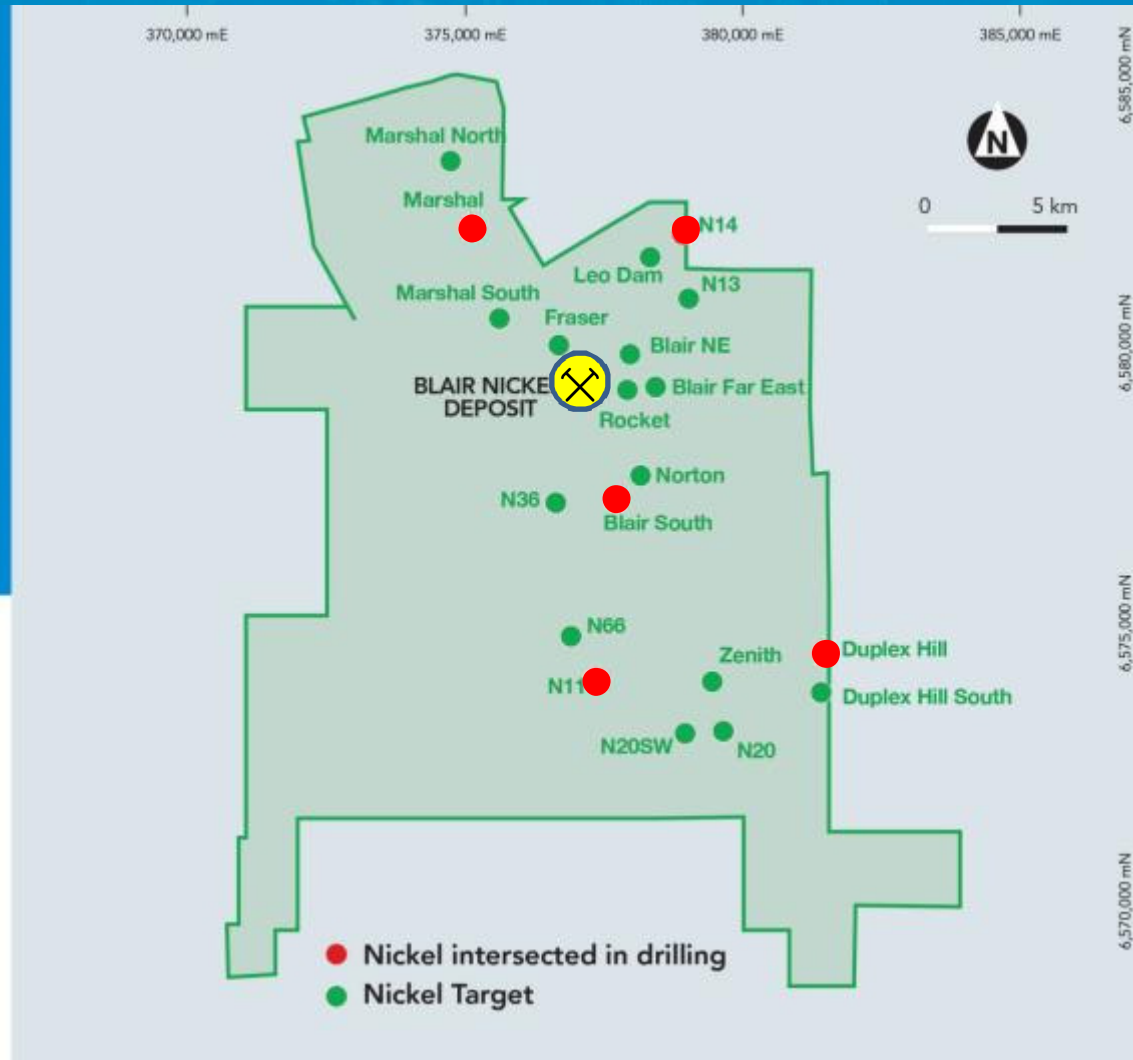 370,000 mE
375,000 mE
380,000 mE
385,000 mE
6,585,000 mN
Marshal North
N
Marshal
0
5 km
N14
Leo Dam
N13
Marshal South
Fraser
6,580,000 mN
Blair NE
BLAIR NICKE
DEPOSIT
Blair Far East
Rocket
Norton
N36
Blair South
6,575,000 mN
N66
Zenith
Duplex Hill
N11
Duplex Hill South
N20SW
N20
6,570,000 mN
Nickel intersected in drilling
Nickel Target